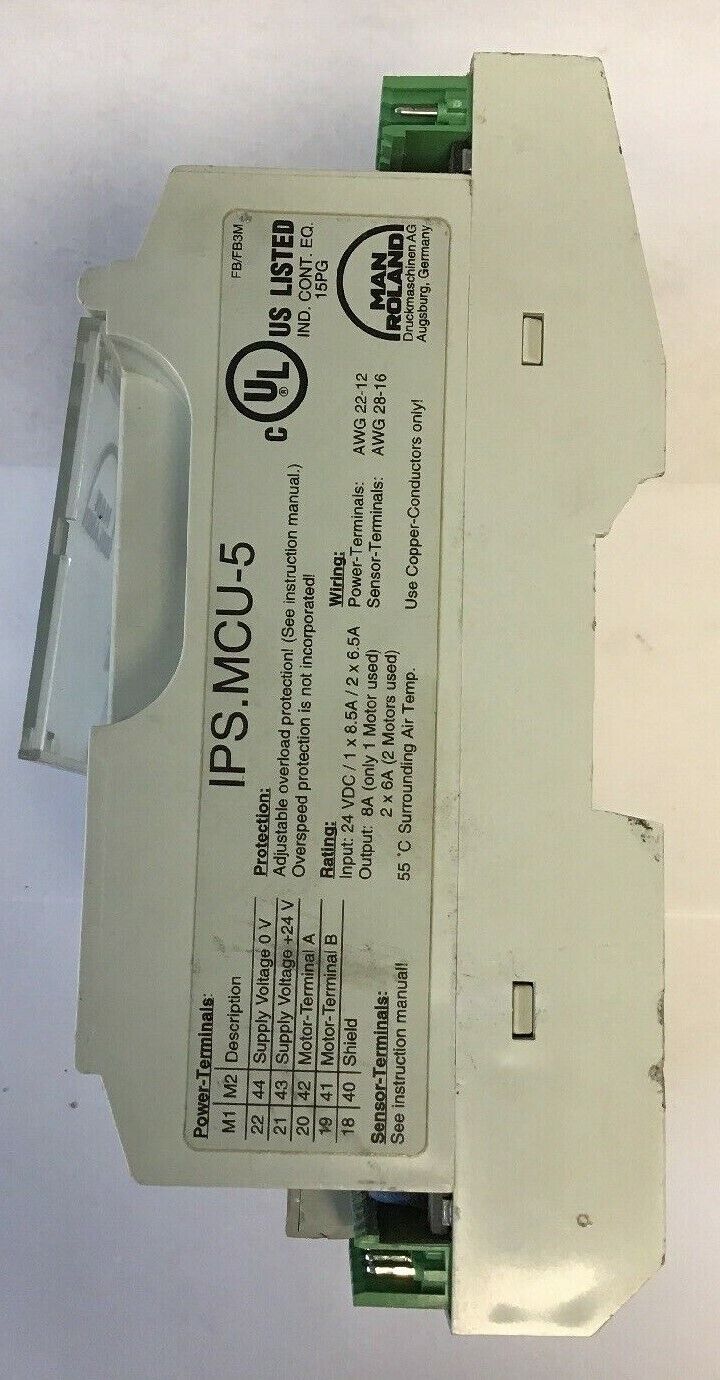 Power-Terminals:
M1 M2 Description
22 44 Supply Voltage 0 V
21 43 Supply Voltage +24 V
20 42 Motor-Terminal A
19 41 Motor-Terminal B
18 40 Shield
Sensor-Terminals:
See instruction manual!
IPS.MCU-5
Protection:
Adjustable overload protection! (See instruction manual.)
Overspeed protection is not incorporated!
Rating:
Input: 24 VDC / 1 x 8.5A / 2 x 6.5A
Output: 8A (only 1 Motor used)
2 x 6A (2 Motors used)
55 °C Surrounding Air Temp.
Wiring:
Power-Terminals: AWG 22-12
Sensor-Terminals: AWG 28-16
Use Copper-Conductors only!
FB/FB3M
C UL® US LISTED
IND. CONT. EQ.
15PG
MAN
ROLAND
Druckmaschinen AG
Augsburg, Germany